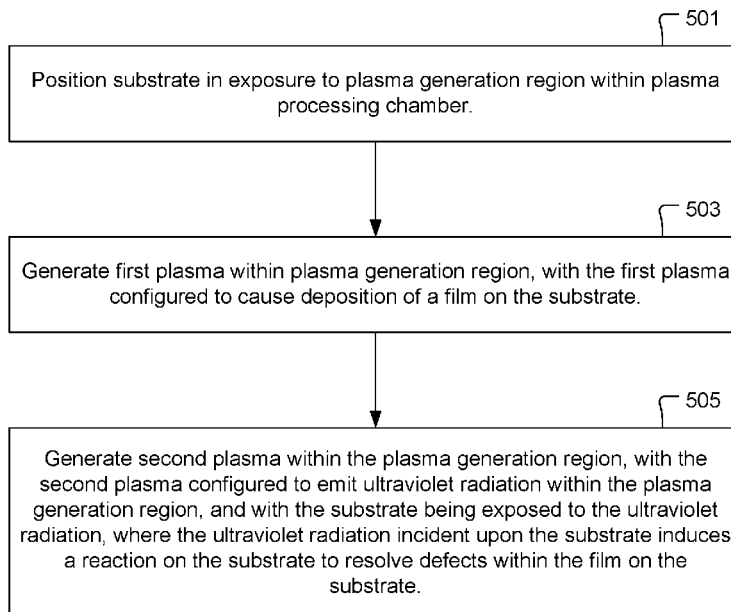 501
Position substrate in exposure to plasma generation region within plasma
processing chamber.
503
Generate first plasma within plasma generation region, with the first plasma
configured to cause deposition of a film on the substrate.
505
Generate second plasma within the plasma generation region, with the
second plasma configured to emit ultraviolet radiation within the plasma
generation region, and with the substrate being exposed to the ultraviolet
radiation, where the ultraviolet radiation incident upon the substrate induces
a reaction on the substrate to resolve defects within the film on the
substrate.